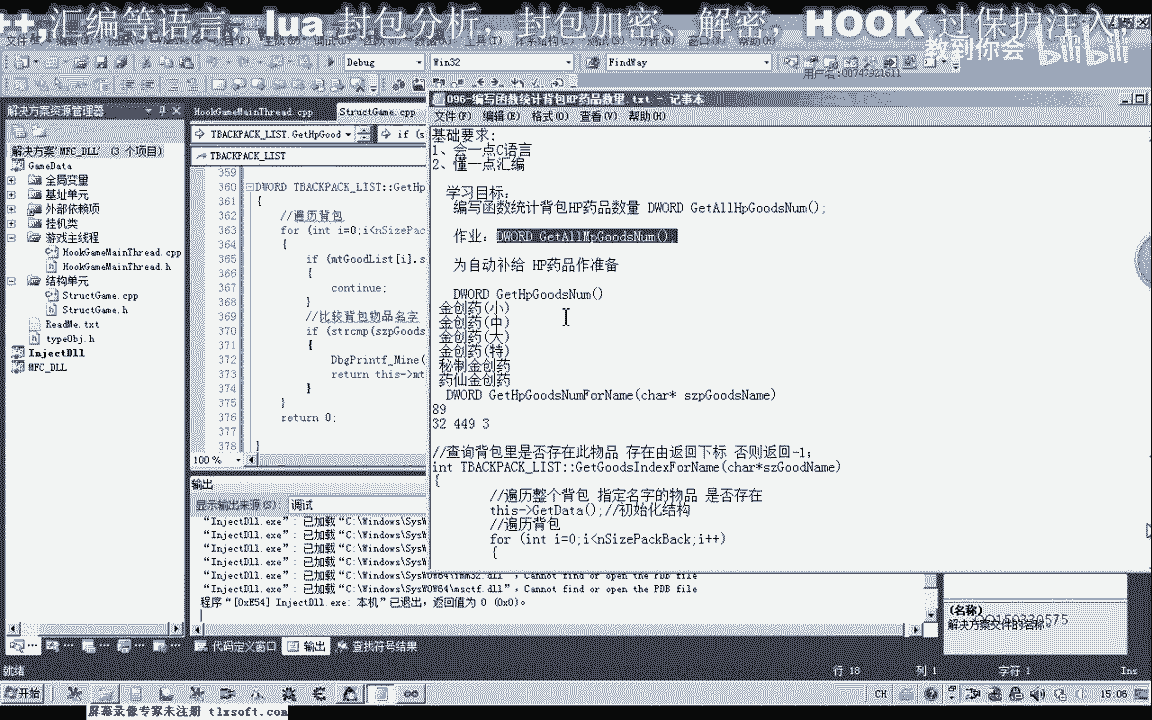 ++,汇编等语言，lua 封包分析，封包加密、解密，HOOK 过保护注入，
教到你会 bilibili
用户名:00747921611
Debug
Win32
FindWay
解决方案资源管理器
解决方案'MFC_DLL' (3 个项目)
GameData
全局变量
基址单元
外部依赖项
挂机类
游戏主线程
HookGameMainThread.cpp
HookGameMainThread.h
结构单元
StructGame.cpp
StructGame.h
ReadMe.txt
typeObj.h
InjectDll
MFC_DLL
HookGameMainThread.cpp
StructGame.cpp
TBACKPACK_LIST.GetHpGood
if (s
TBACKPACK_LIST
359
360 DWORD TBACKPACK_LIST::GetHp
361 {
362 //遍历背包
363 for (int i=0;i<nSizePac
364 {
365 if (mtGoodList[i].s
366 {
367 continue;
368 }
369 //比较背包物品名字
370 if (strcmp(szpGoods
371 {
372 DbgPrintf_Mine(
373 return this->mt
374 }
375 }
376 return 0;
377
378 }
100 %
096-编写函数统计背包HP药品数量.txt - 记事本
文件(F) 编辑(E) 格式(O) 查看(V) 帮助(H)
基础要求:
1、会一点C语言
2、懂一点汇编
学习目标:
编写函数统计背包HP药品数量 DWORD GetAllHpGoodsNum();
作业: DWORD GetAllMpGoodsNum();
为自动补给 HP药品作准备
DWORD GetHpGoodsNum()
金创药(小)
金创药(中)
金创药(大)
金创药(特)
秘制金创药
药仙金创药
DWORD GetHpGoodsNumForName(char* szpGoodsName)
89
32 449 3
//查询背包里是否存在此物品 存在由返回下标 否则返回-1;
int TBACKPACK_LIST::GetGoodsIndexForName(char*szGoodName)
{
//遍历整个背包 指定名字的物品 是否存在
this->GetData();//初始化结构
//遍历背包
for (int i=0;i<nSizePackBack;i++)
{
输出
显示输出来源(S): 调试
“InjectDll.exe”: 已加载“C:\Windows\SysW
“InjectDll.exe”: 已加载“C:\Windows\SysW
“InjectDll.exe”: 已加载“C:\Windows\SysW
“InjectDll.exe”: 已加载“C:\Windows\SysW
“InjectDll.exe”: 已加载“C:\Windows\SysWOW64\imm32.dll”, Cannot find or open the PDB file
“InjectDll.exe”: 已加载“C:\Windows\SysWOW64\msctf.dll”, Cannot find or open the PDB file
程序“[0xE54] InjectDll.exe: 本机”已退出，返回值为 0 (0x0)。
代码定义窗口
输出
查找符号结果
(名称)
解决方案文件的名称。
就绪
行 18
列 1
字符 1
Ins
开始
CH
15:06
屏幕录像专家未注册 tlxsoft.com